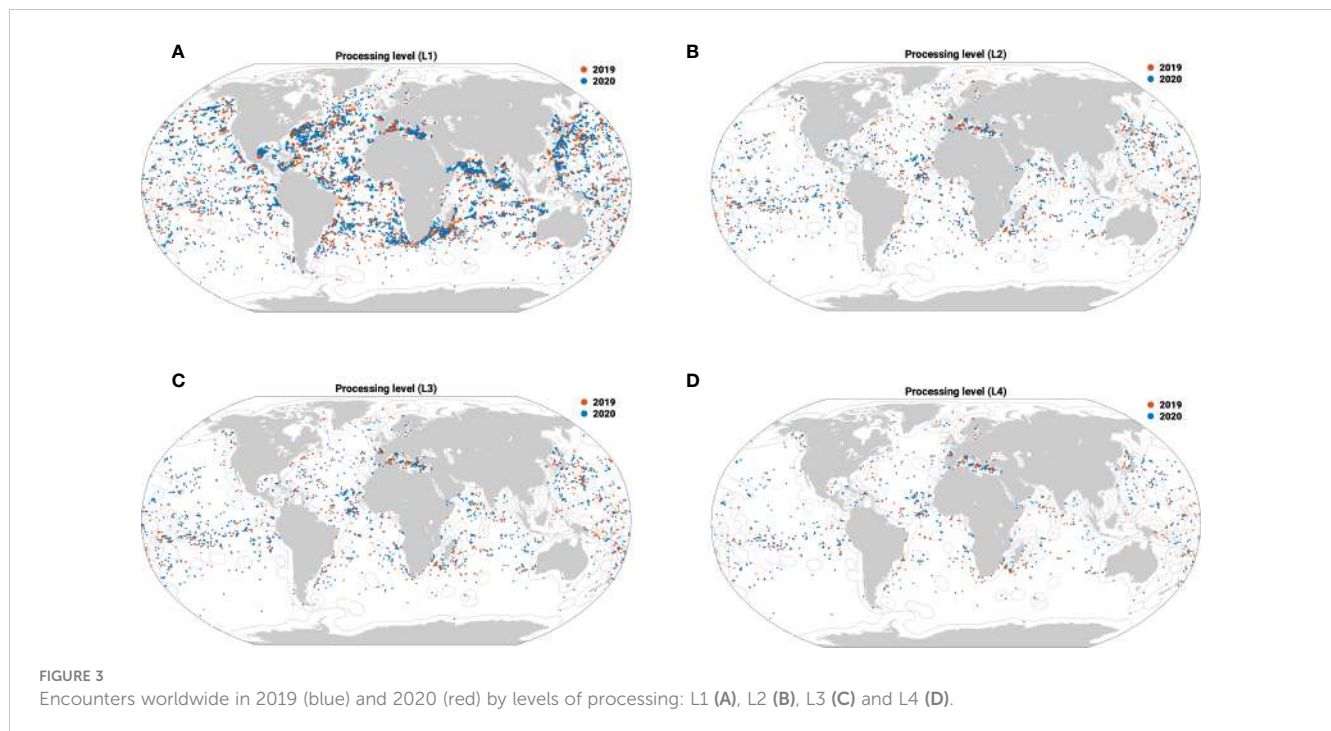 A
Processing level (L1)
2019
2020
B
Processing level (L2)
2019
2020
C
Processing level (L3)
2019
2020
D
Processing level (L4)
2019
2020
FIGURE 3
Encounters worldwide in 2019 (blue) and 2020 (red) by levels of processing: L1 (A), L2 (B), L3 (C) and L4 (D).